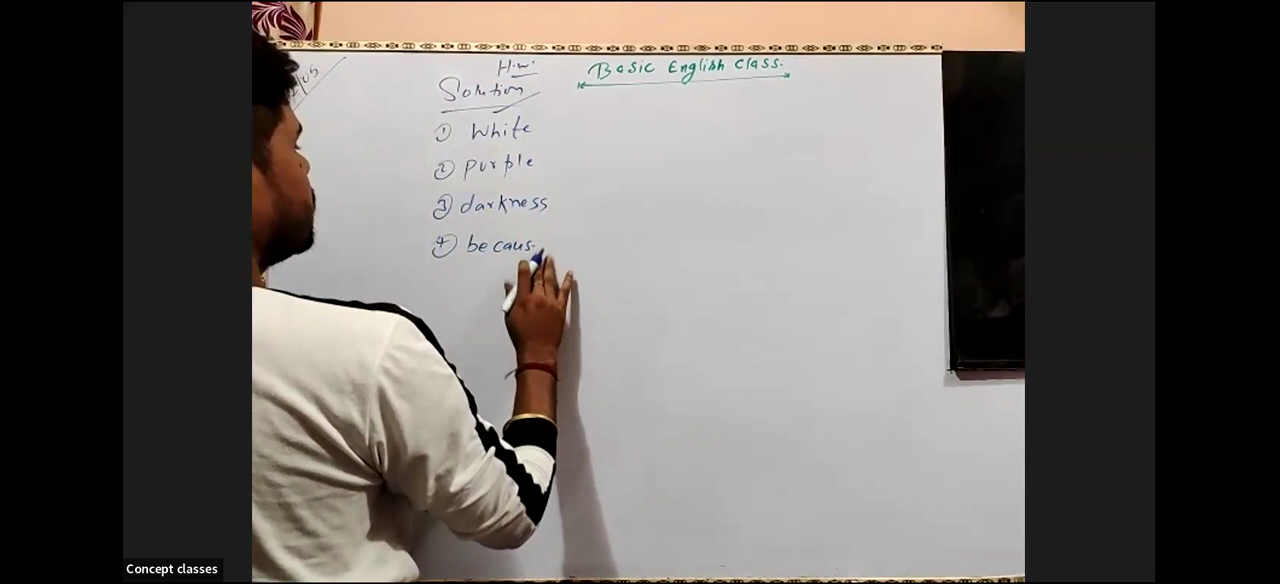 H.W.
Basic English Class.
Solution
① White
② Purple
③ darkness
④ becaus
Concept classes